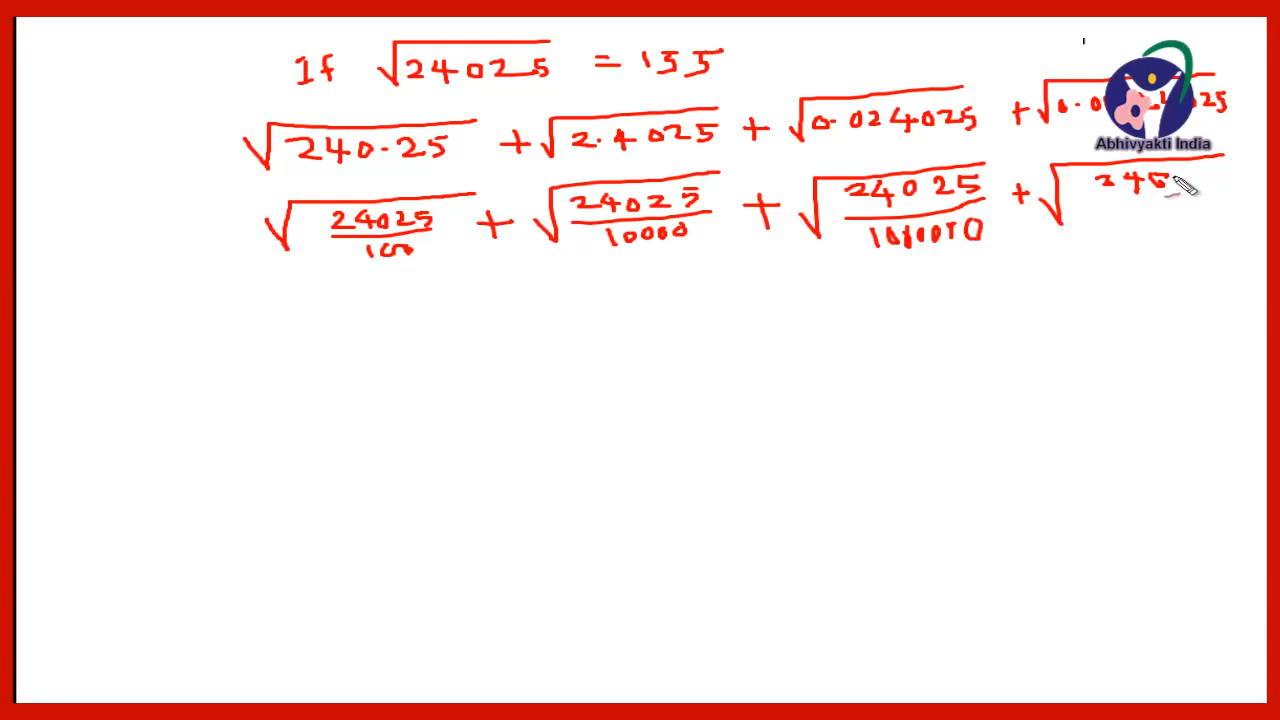 If √24025 = 155
√240.25 + √2.4025 + √0.024025 + √0.0
√24025/100 + √24025/10000 + √24025/1000000 + √240
Abhivyakti India